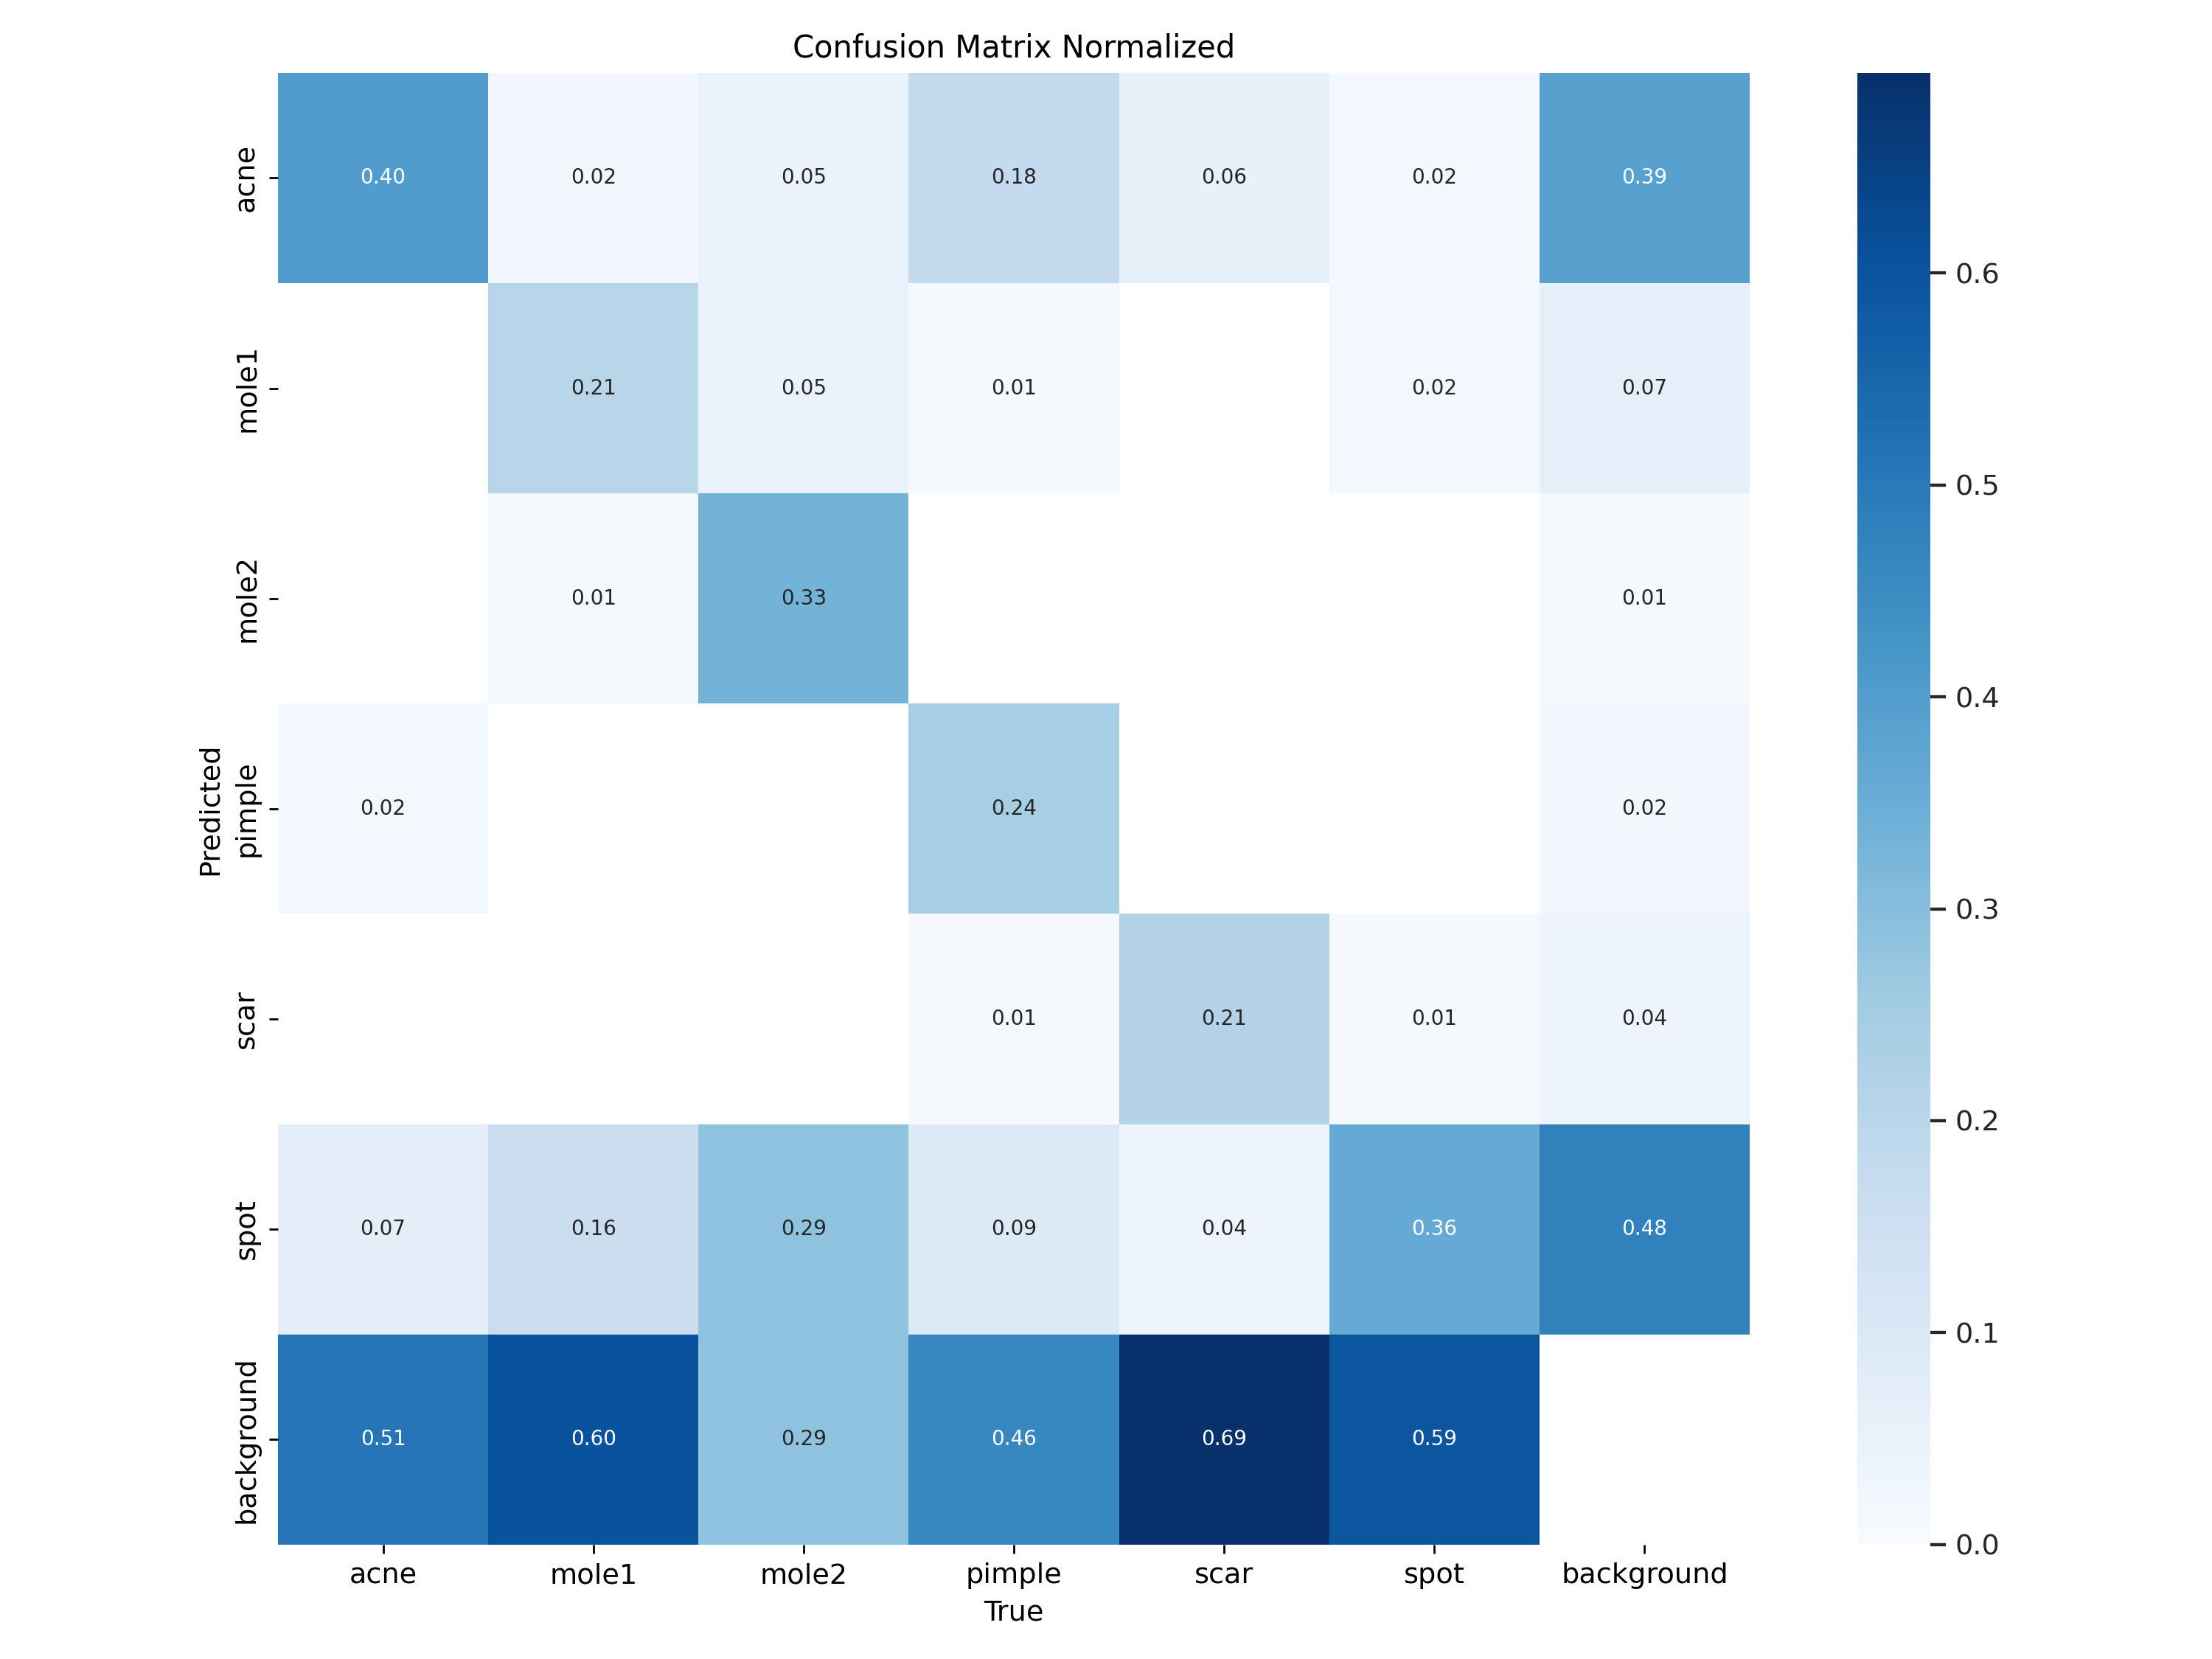 Confusion Matrix Normalized
acne
0.40 0.02 0.05 0.18 0.06 0.02 0.39
mole1
0.21 0.05 0.01 0.02 0.07
mole2
0.01 0.33 0.01
pimple
0.02 0.24 0.02
scar
0.01 0.21 0.01 0.04
spot
0.07 0.16 0.29 0.09 0.04 0.36 0.48
background
0.51 0.60 0.29 0.46 0.69 0.59
Predicted
acne mole1 mole2 pimple scar spot background
True
0.6
0.5
0.4
0.3
0.2
0.1
0.0